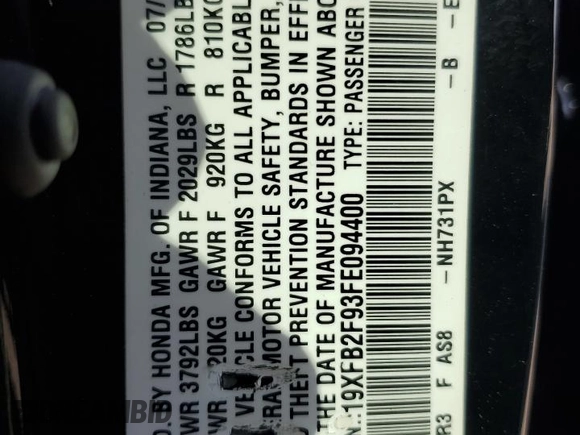 D. BY HONDA MFG. OF INDIANA, LLC 07/
WR 3792LBS GAWR F 2029LBS R 1786LB
WR 20KG GAWR F 920KG R 810KG
VE CLE CONFORMS TO ALL APPLICABL
RA MOTOR VEHICLE SAFETY, BUMPER,
D THEFT PREVENTION STANDARDS IN EFF
THE DATE OF MANUFACTURE SHOWN ABO
N: 19XFB2F93FE094400 TYPE: PASSENGER
R3 F AS8 -NH731PX -B -E